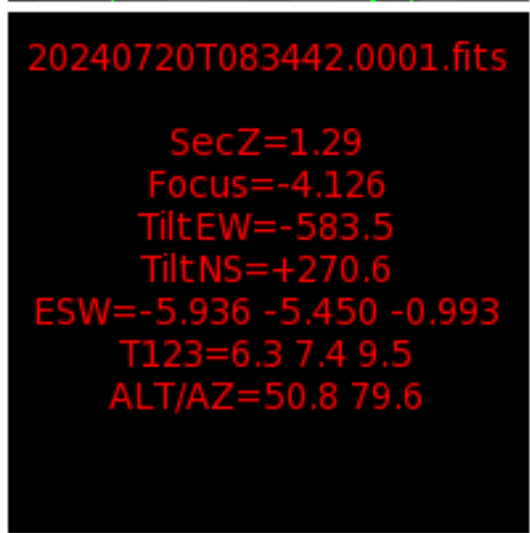 20240720T083442.0001.fits
SecZ=1.29
Focus=-4.126
TiltEW=-583.5
TiltNS=+270.6
ESW=-5.936 -5.450 -0.993
T123=6.3 7.4 9.5
ALT/AZ=50.8 79.6